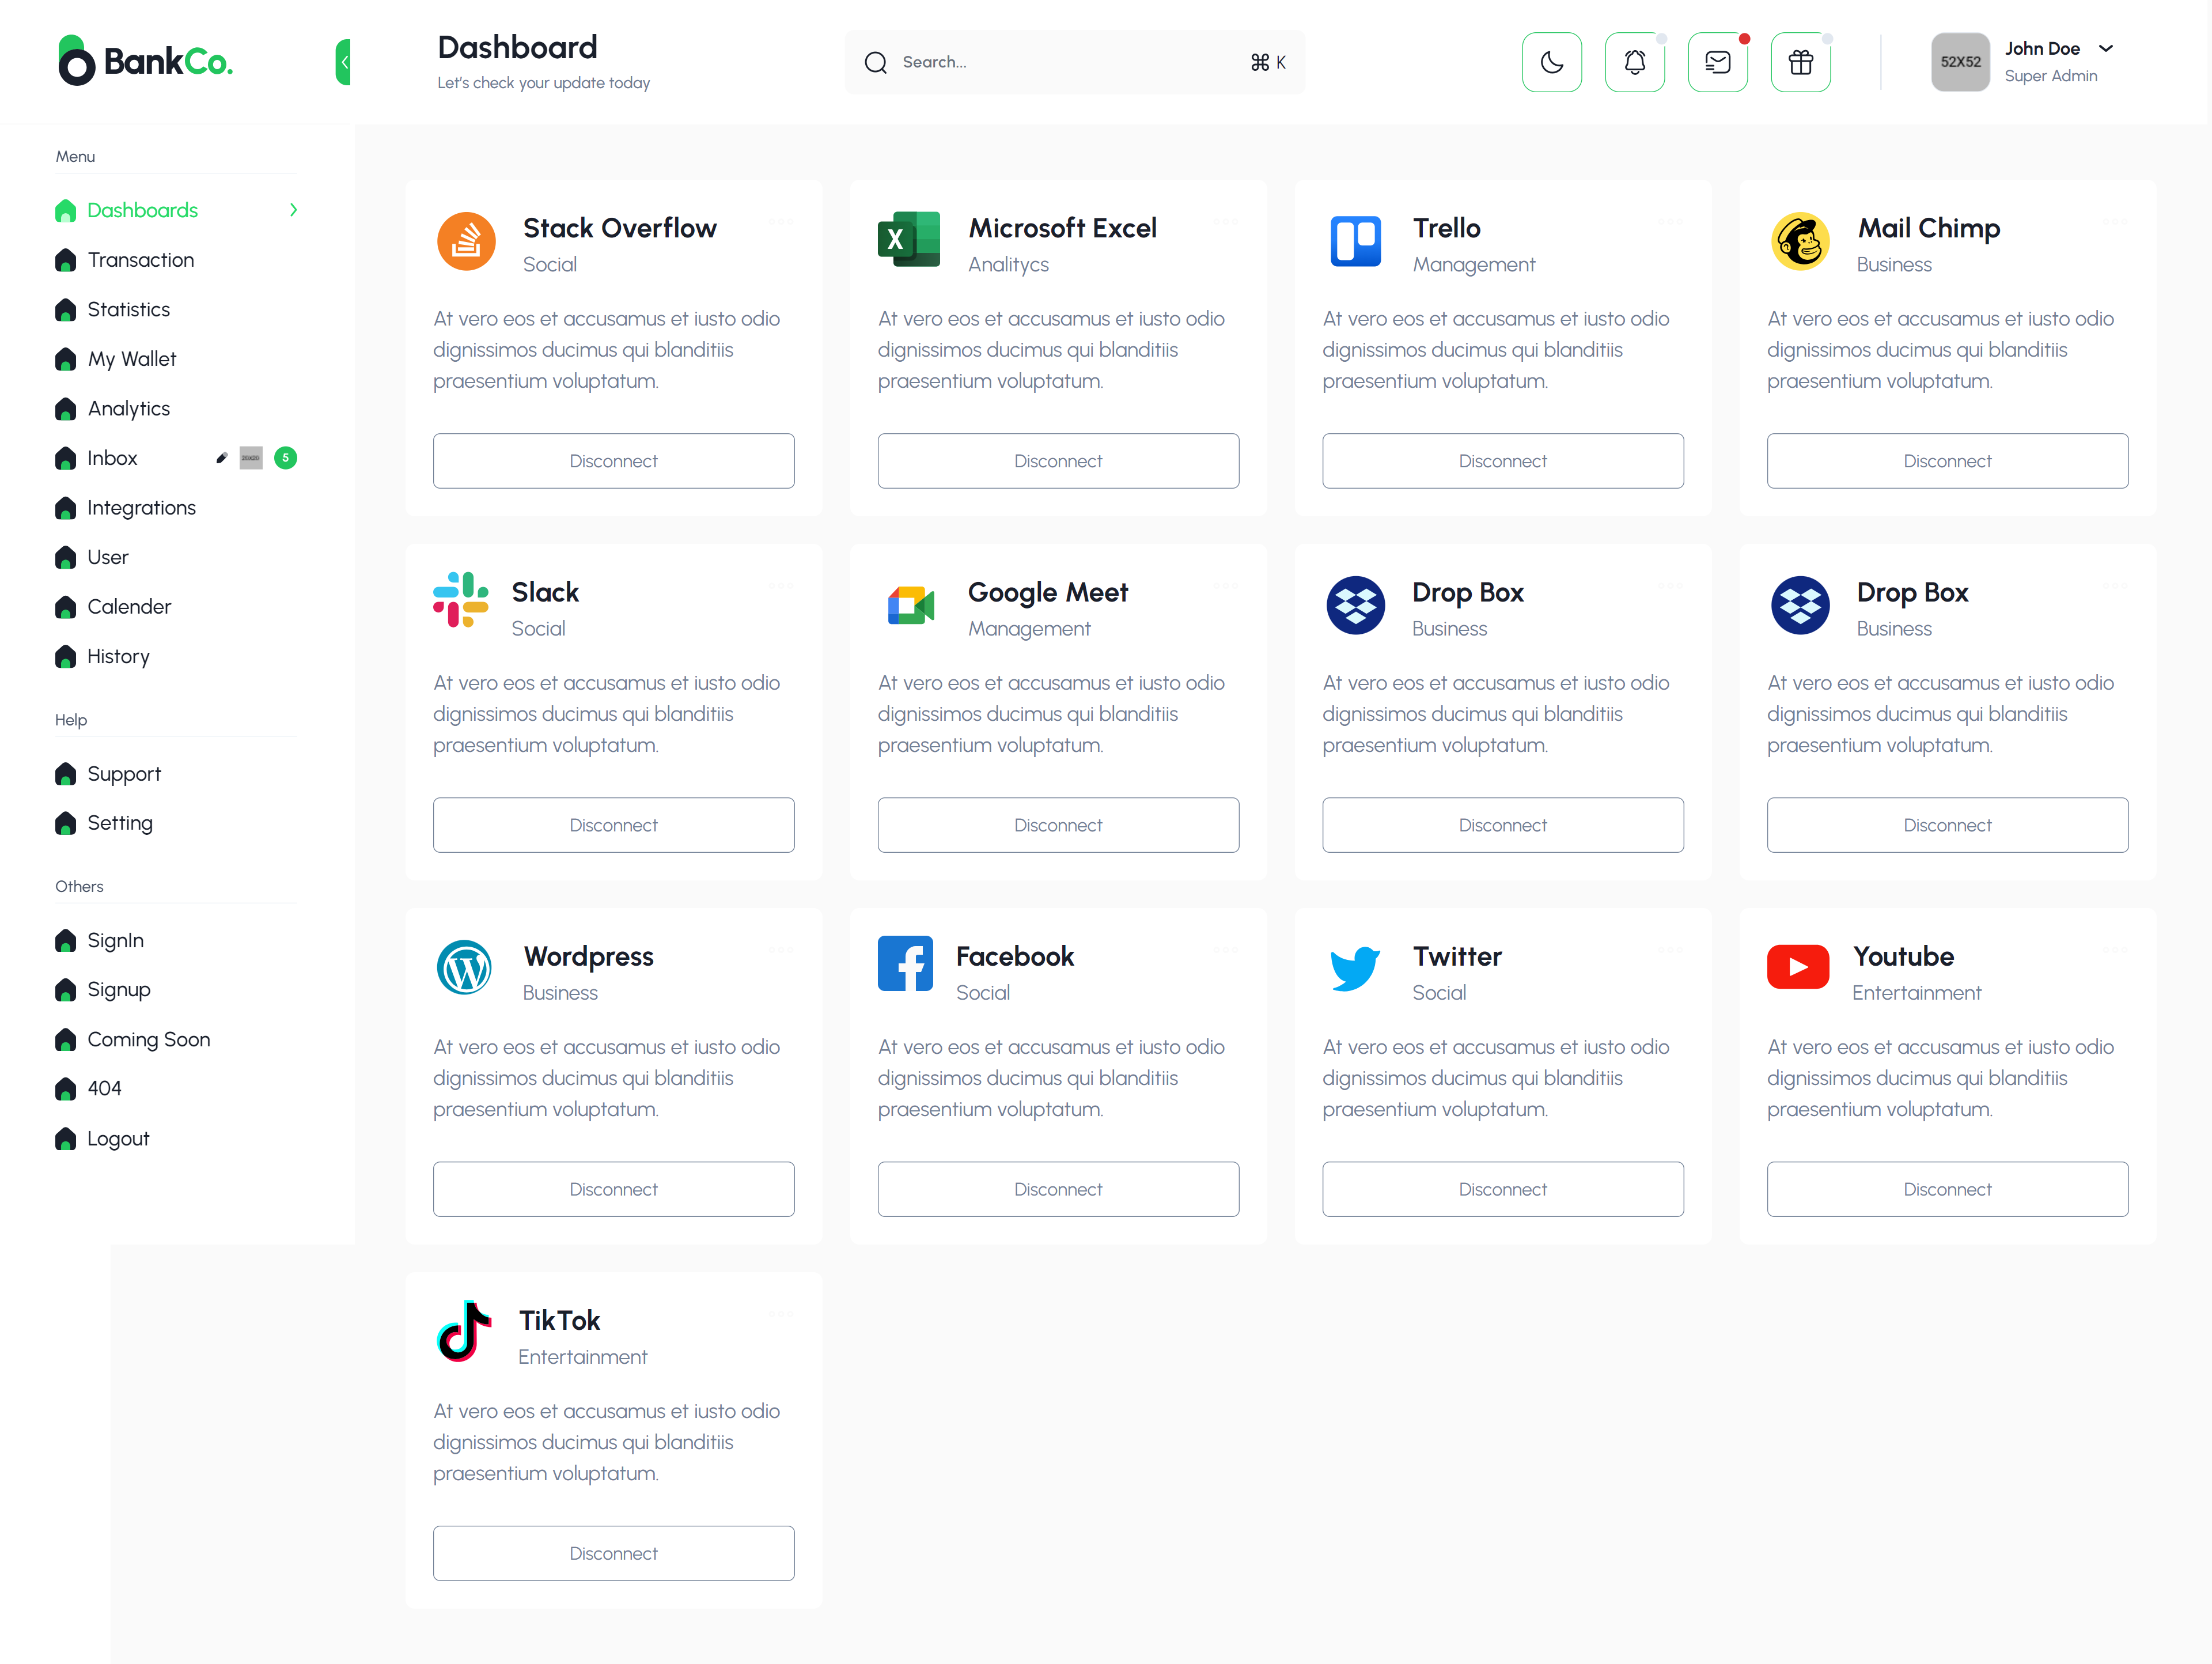 BankCo.
Dashboard
Let's check your update today
Search...
⌘ K
52X52
John Doe
Super Admin
Menu
Dashboards
Transaction
Statistics
My Wallet
Analytics
Inbox
5
Integrations
User
Calender
History
Help
Support
Setting
Others
SignIn
Signup
Coming Soon
404
Logout
Stack Overflow
Social
At vero eos et accusamus et iusto odio
dignissimos ducimus qui blanditiis
praesentium voluptatum.
Disconnect
X
Microsoft Excel
Analitycs
At vero eos et accusamus et iusto odio
dignissimos ducimus qui blanditiis
praesentium voluptatum.
Disconnect
Trello
Management
At vero eos et accusamus et iusto odio
dignissimos ducimus qui blanditiis
praesentium voluptatum.
Disconnect
Mail Chimp
Business
At vero eos et accusamus et iusto odio
dignissimos ducimus qui blanditiis
praesentium voluptatum.
Disconnect
Slack
Social
At vero eos et accusamus et iusto odio
dignissimos ducimus qui blanditiis
praesentium voluptatum.
Disconnect
Google Meet
Management
At vero eos et accusamus et iusto odio
dignissimos ducimus qui blanditiis
praesentium voluptatum.
Disconnect
Drop Box
Business
At vero eos et accusamus et iusto odio
dignissimos ducimus qui blanditiis
praesentium voluptatum.
Disconnect
Drop Box
Business
At vero eos et accusamus et iusto odio
dignissimos ducimus qui blanditiis
praesentium voluptatum.
Disconnect
Wordpress
Business
At vero eos et accusamus et iusto odio
dignissimos ducimus qui blanditiis
praesentium voluptatum.
Disconnect
Facebook
Social
At vero eos et accusamus et iusto odio
dignissimos ducimus qui blanditiis
praesentium voluptatum.
Disconnect
Twitter
Social
At vero eos et accusamus et iusto odio
dignissimos ducimus qui blanditiis
praesentium voluptatum.
Disconnect
Youtube
Entertainment
At vero eos et accusamus et iusto odio
dignissimos ducimus qui blanditiis
praesentium voluptatum.
Disconnect
TikTok
Entertainment
At vero eos et accusamus et iusto odio
dignissimos ducimus qui blanditiis
praesentium voluptatum.
Disconnect